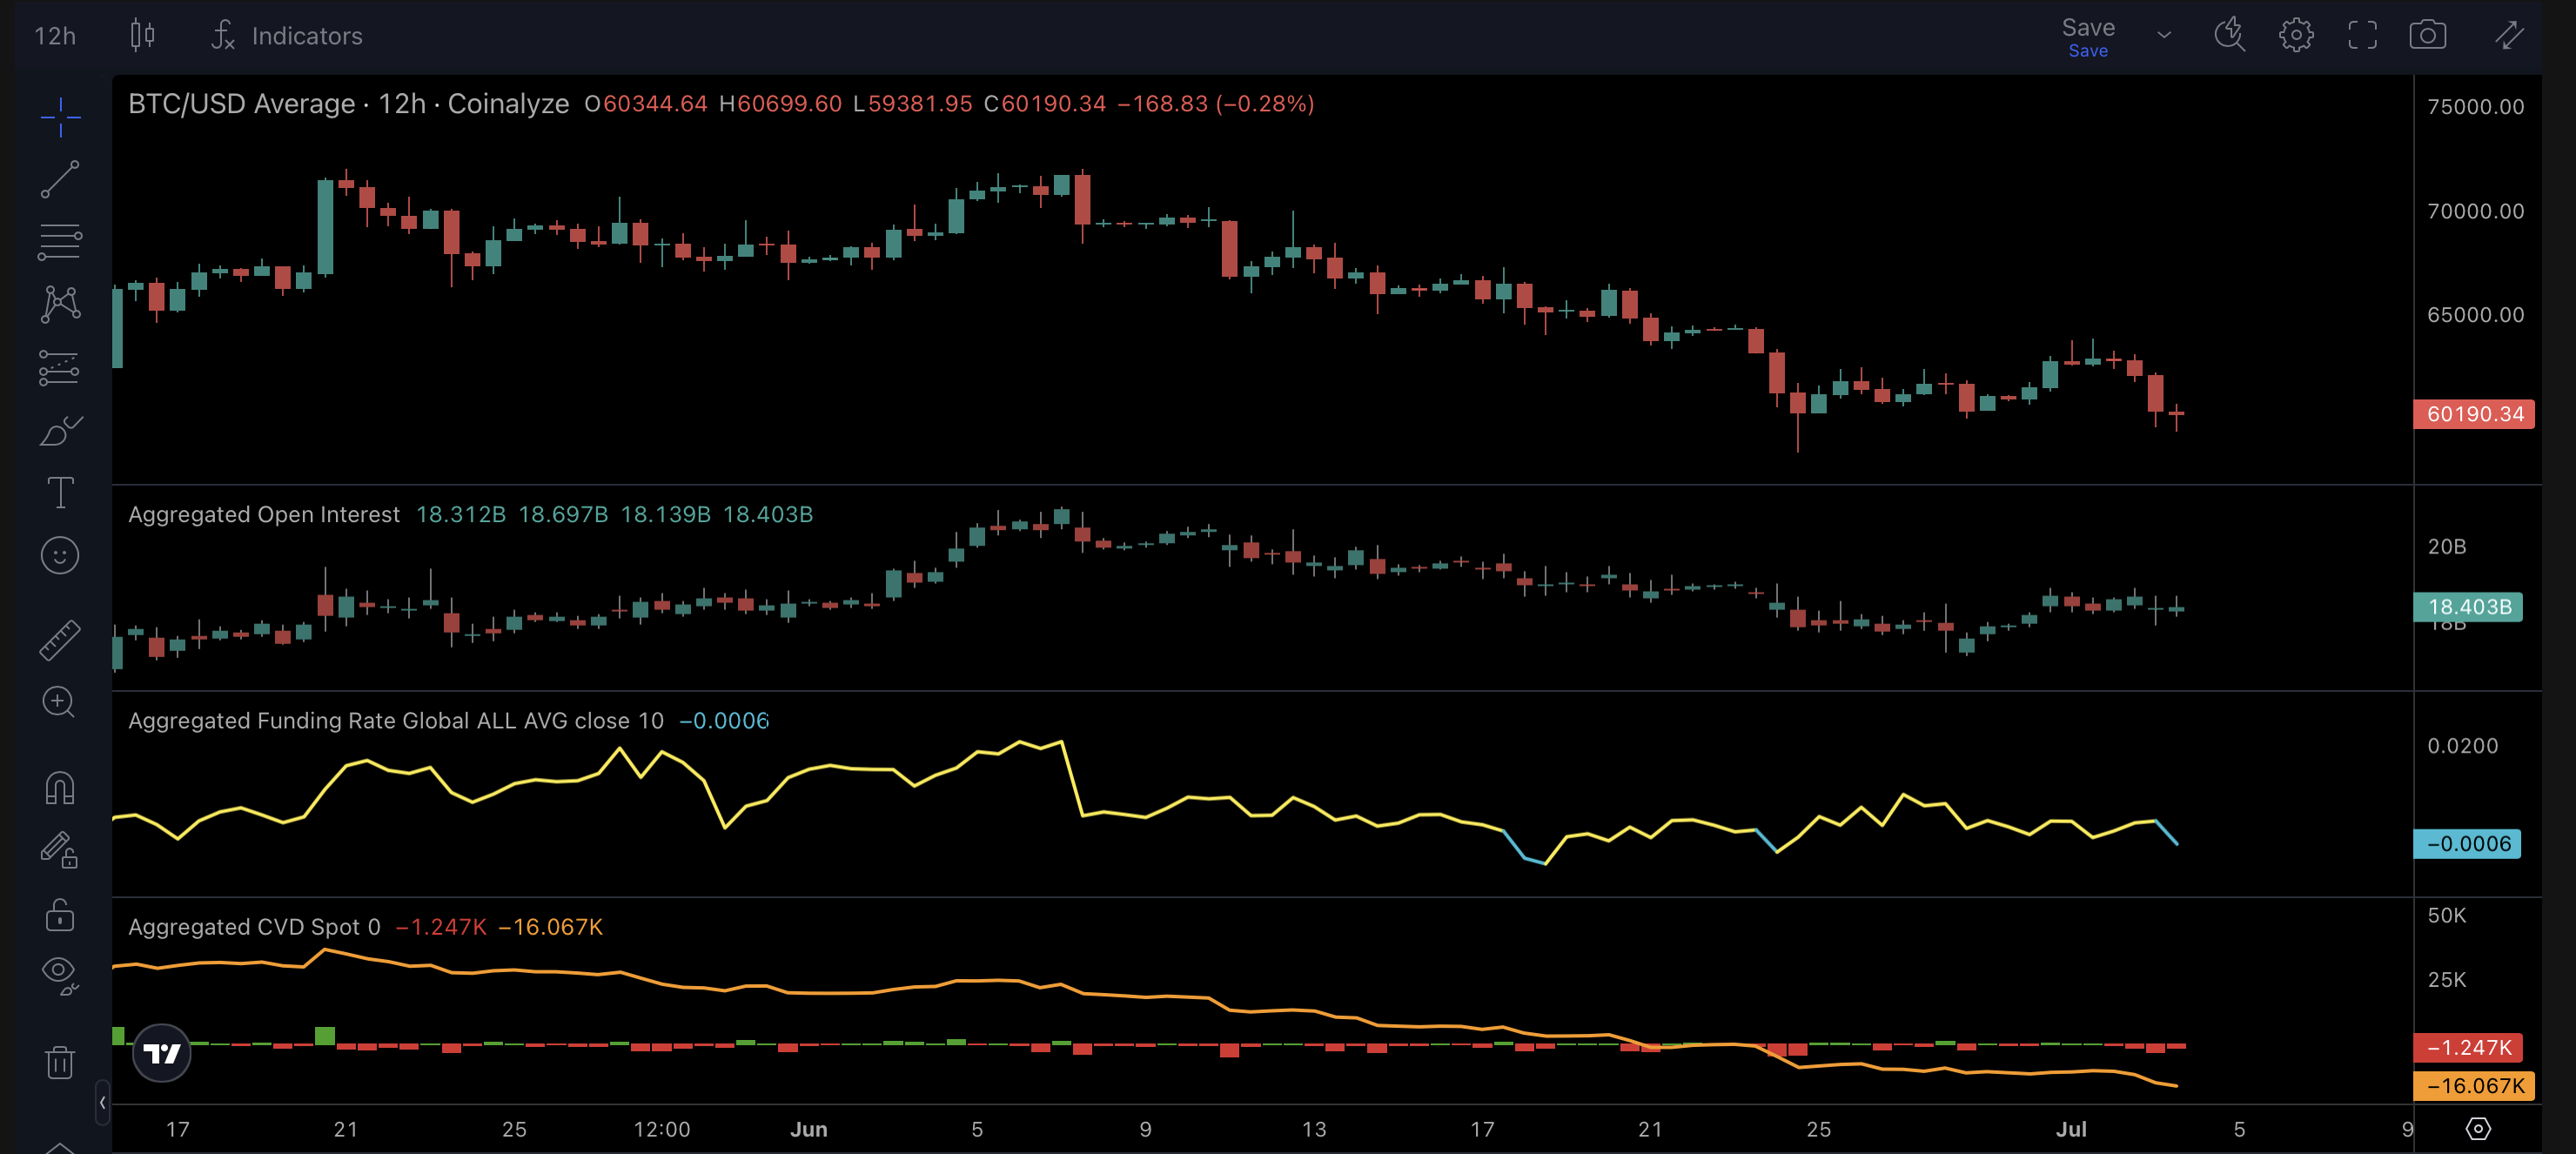 12h Indicators Save
Save
BTC/USD Average · 12h · Coinalyze O60344.64 H60699.60 L59381.95 C60190.34 −168.83 (−0.28%)
75000.00
70000.00
65000.00
60190.34
Aggregated Open Interest 18.312B 18.697B 18.139B 18.403B
20B
18.403B
18B
Aggregated Funding Rate Global ALL AVG close 10 −0.0006
0.0200
−0.0006
Aggregated CVD Spot 0 −1.247K −16.067K
50K
25K
−1.247K
−16.067K
17 21 25 12:00 Jun 5 9 13 17 21 25 Jul 5 9